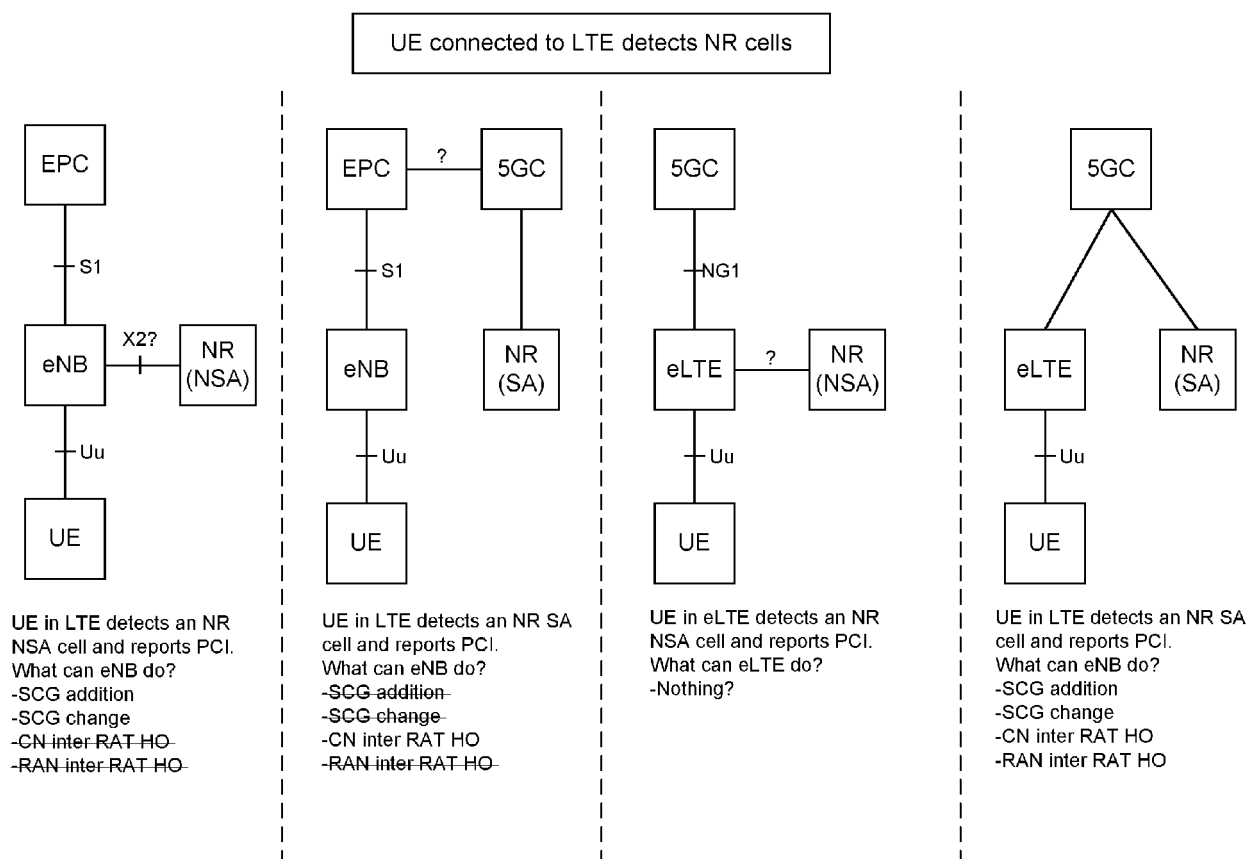 UE connected to LTE detects NR cells
EPC
S1
eNB
X2?
NR
(NSA)
Uu
UE
UE in LTE detects an NR
NSA cell and reports PCI.
What can eNB do?
-SCG addition
-SCG change
-CN inter RAT HO
-RAN inter RAT HO
EPC
?
5GC
S1
eNB
NR
(SA)
Uu
UE
UE in LTE detects an NR SA
cell and reports PCI.
What can eNB do?
-SCG addition
-SCG change
-CN inter RAT HO
-RAN inter RAT HO
5GC
NG1
eLTE
?
NR
(NSA)
Uu
UE
UE in eLTE detects an NR
NSA cell and reports PCI.
What can eLTE do?
-Nothing?
5GC
eLTE
NR
(SA)
Uu
UE
UE in LTE detects an NR SA
cell and reports PCI.
What can eNB do?
-SCG addition
-SCG change
-CN inter RAT HO
-RAN inter RAT HO